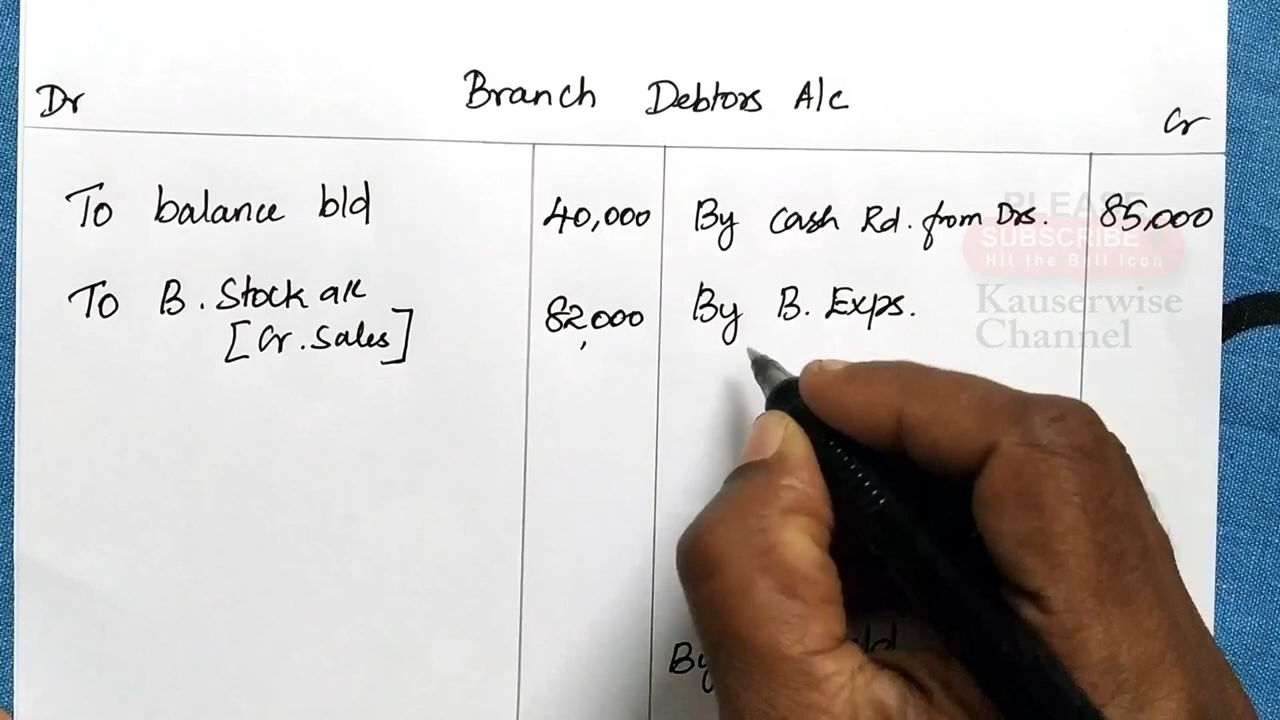 Dr Branch Debtors A/c Cr
To balance b/d 40,000 By Cash Rd. from Drs. 85,000
To B. Stock a/c 82,000 By B. Exps.
[Cr. Sales]
By
PLEASE
SUBSCRIBE
Hit the Bell Icon
Kauserwise
Channel